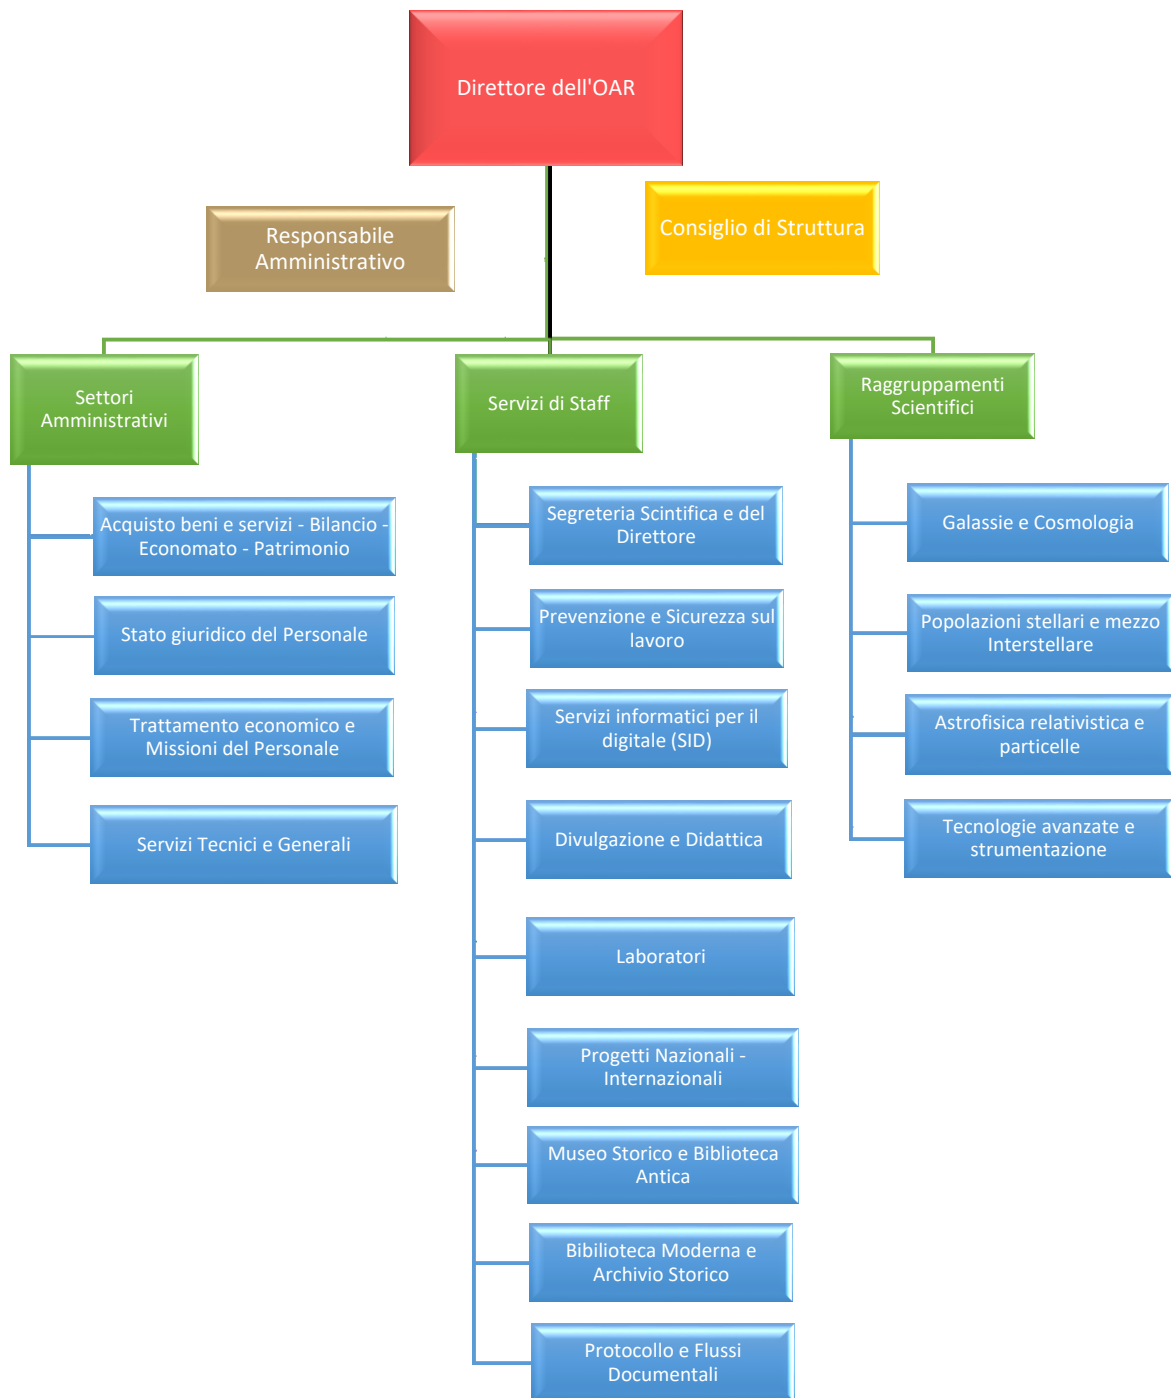 Direttore dell'OAR
Responsabile
Amministrativo
Consiglio di Struttura
Settori
Amministrativi
Acquisto beni e servizi - Bilancio -
Economato - Patrimonio
Stato giuridico del Personale
Trattamento economico e
Missioni del Personale
Servizi Tecnici e Generali
Servizi di Staff
Segreteria Scintifica e del
Direttore
Prevenzione e Sicurezza sul
lavoro
Servizi informatici per il
digitale (SID)
Divulgazione e Didattica
Laboratori
Progetti Nazionali -
Internazionali
Museo Storico e Biblioteca
Antica
Bibilioteca Moderna e
Archivio Storico
Protocollo e Flussi
Documentali
Raggruppamenti
Scientifici
Galassie e Cosmologia
Popolazioni stellari e mezzo
Interstellare
Astrofisica relativistica e
particelle
Tecnologie avanzate e
strumentazione